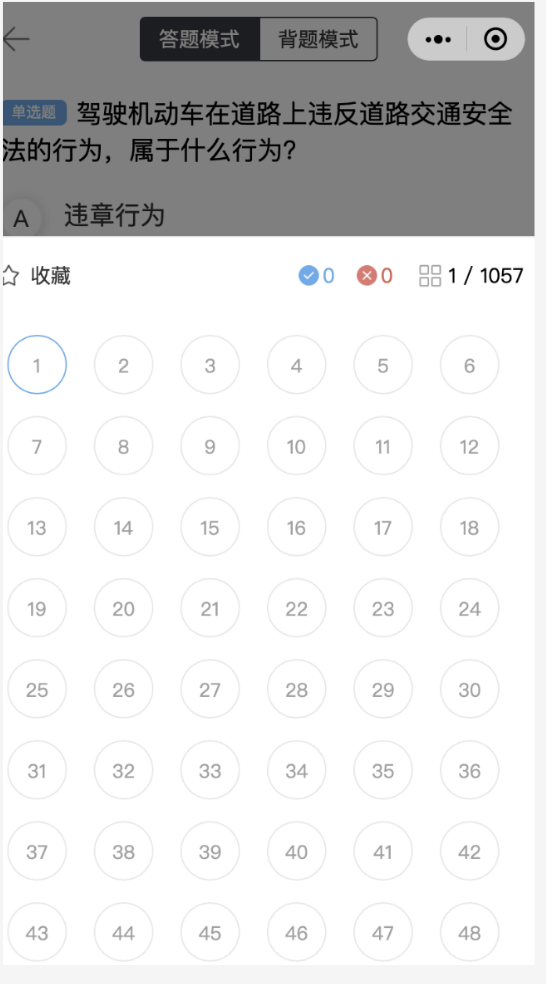 答题模式 背题模式
单选题 驾驶机动车在道路上违反道路交通安全
法的行为，属于什么行为?
A 违章行为
收藏 0 0 1 / 1057
1 2 3 4 5 6
7 8 9 10 11 12
13 14 15 16 17 18
19 20 21 22 23 24
25 26 27 28 29 30
31 32 33 34 35 36
37 38 39 40 41 42
43 44 45 46 47 48